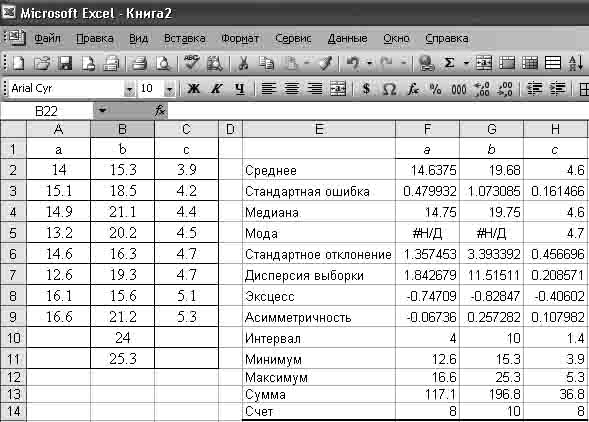 Microsoft Excel - Книга2
Файл Правка Вид Вставка Формат Сервис Данные Окно Справка
Arial Cyr 10 Ж К Ч $ % 000
B22 fx
A B C D E F G H
1 a b c a b c
2 14 15.3 3.9 Среднее 14.6375 19.68 4.6
3 15.1 18.5 4.2 Стандартная ошибка 0.479932 1.073085 0.161466
4 14.9 21.1 4.4 Медиана 14.75 19.75 4.6
5 13.2 20.2 4.5 Мода #Н/Д #Н/Д 4.7
6 14.6 16.3 4.7 Стандартное отклонение 1.357453 3.393392 0.456696
7 12.6 19.3 4.7 Дисперсия выборки 1.842679 11.51511 0.208571
8 16.1 15.6 5.1 Эксцесс -0.74709 -0.82847 -0.40602
9 16.6 21.2 5.3 Асимметричность -0.06736 0.257282 0.107982
10 24 Интервал 4 10 1.4
11 25.3 Минимум 12.6 15.3 3.9
12 Максимум 16.6 25.3 5.3
13 Сумма 117.1 196.8 36.8
14 Счет 8 10 8